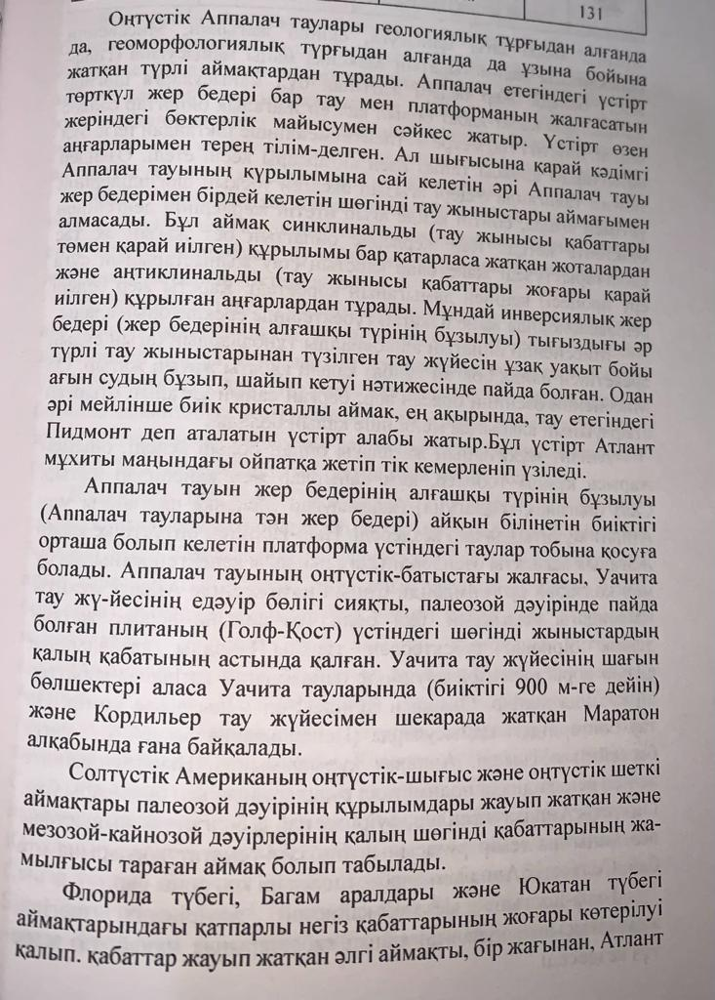 131
Оңтүстік Аппалач таулары геологиялық тұрғыдан алғанда
да, геоморфологиялық тұрғыдан алғанда да ұзына бойына
жатқан түрлі аймақтардан тұрады. Аппалач етегіндегі үстірт
төрткүл жер бедері бар тау мен платформаның жалғасатын
жеріндегі бөктерлік майысумен сәйкес жатыр. Үстірт өзен
аңғарларымен терең тілім-делген. Ал шығысына қарай кәдімгі
Аппалач тауының құрылымына сай келетін әрі Аппалач тауы
жер бедерімен бірдей келетін шөгінді тау жыныстары аймағымен
алмасады. Бұл аймақ синклинальды (тау жынысы қабаттары
төмен қарай иілген) құрылымы бар қатарласа жатқан жоталардан
және аңтиклинальды (тау жынысы қабаттары жоғары қарай
иілген) құрылған аңғарлардан тұрады. Мұндай инверсиялық жер
бедері (жер бедерінің алғашқы түрінің бұзылуы) тығыздығы әр
түрлі тау жыныстарынан түзілген тау жүйесін ұзақ уақыт бойы
ағын судың бұзып, шайып кетуі нәтижесінде пайда болған. Одан
әрі мейлінше биік кристаллы аймак, ең ақырында, тау етегіндегі
Пидмонт деп аталатын үстірт алабы жатыр.Бұл үстірт Атлант
мұхиты маңындағы ойпатқа жетіп тік кемерленіп үзіледі.
Аппалач тауын жер бедерінің алғашқы түрінің бұзылуы
(Аппалач тауларына тән жер бедері) айқын білінетін биіктігі
орташа болып келетін платформа үстіндегі таулар тобына қосуға
болады. Аппалач тауының оңтүстік-батыстағы жалғасы, Уачита
тау жү-йесінің едәуір бөлігі сияқты, палеозой дәуірінде пайда
болған плитаның (Голф-Қост) үстіндегі шөгінді жыныстардың
қалың қабатының астында қалған. Уачита тау жүйесінің шағын
бөлшектері аласа Уачита тауларында (биіктігі 900 м-ге дейін)
және Кордильер тау жүйесімен шекарада жатқан Маратон
алқабында ғана байқалады.
Солтүстік Американың оңтүстік-шығыс және оңтүстік шеткі
аймақтары палеозой дәуірінің құрылымдары жауып жатқан және
мезозой-кайнозой дәуірлерінің қалың шөгінді қабаттарының жа-
мылғысы тараған аймақ болып табылады.
Флорида түбегі, Багам аралдары және Юкатан түбегі
аймақтарындағы қатпарлы негіз қабаттарының жоғары көтерілуі
қалып. қабаттар жауып жатқан әлгі аймақты, бір жағынан, Атлант